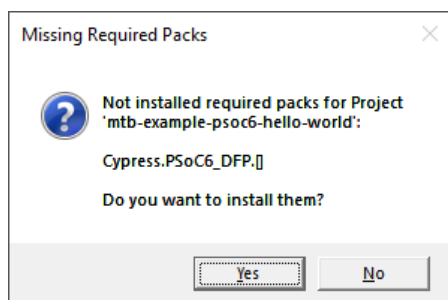 Missing Required Packs
Not installed required packs for Project
'mtb-example-psoc6-hello-world':
Cypress.PSoC6_DFP.[]
Do you want to install them?
Yes
No